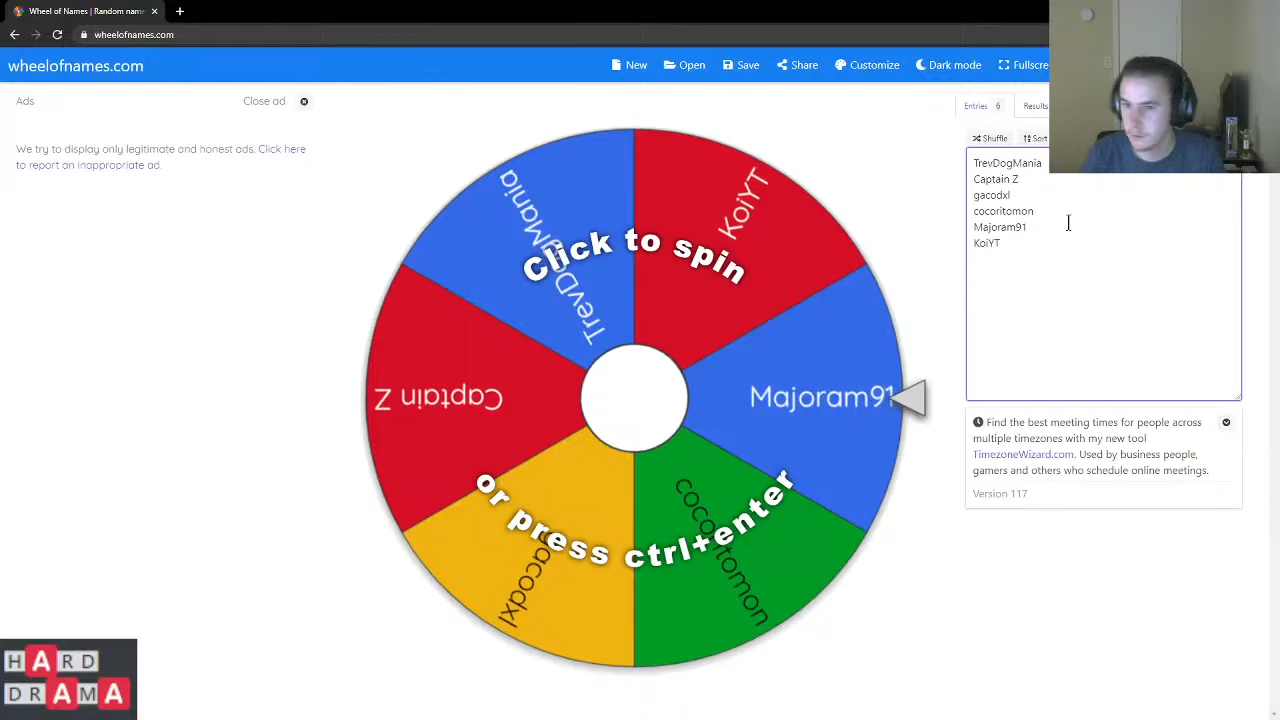 Wheel of Names | Random name
wheelofnames.com
wheelofnames.com
New
Open
Save
Share
Customize
Dark mode
Fullscre
Ads
Close ad
We try to display only legitimate and honest ads. Click here
to report an inappropriate ad.
Entries 6
Results
Shuffle
Sort
TrevDogMania
Captain Z
gacodxl
cocoritomon
Majoram91
KoiYT
TrevDogMania
KoiYT
Click to spin
Captain Z
Majoram91
or press ctrl+enter
gacodxl
cocoritomon
Find the best meeting times for people across
multiple timezones with my new tool
TimezoneWizard.com. Used by business people,
gamers and others who schedule online meetings.
Version 117
HARD
DRAMA